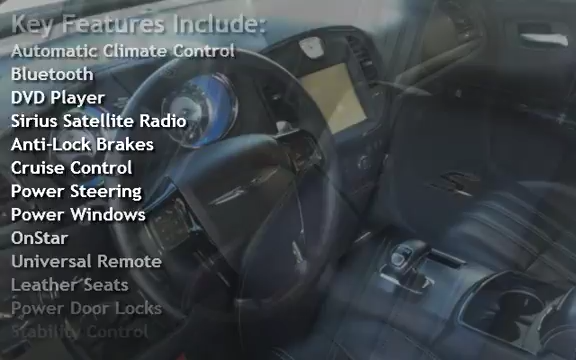 Key Features Include:
Automatic Climate Control
Bluetooth
DVD Player
Sirius Satellite Radio
Anti-Lock Brakes
Cruise Control
Power Steering
Power Windows
OnStar
Universal Remote
Leather Seats
Power Door Locks
Stability Control